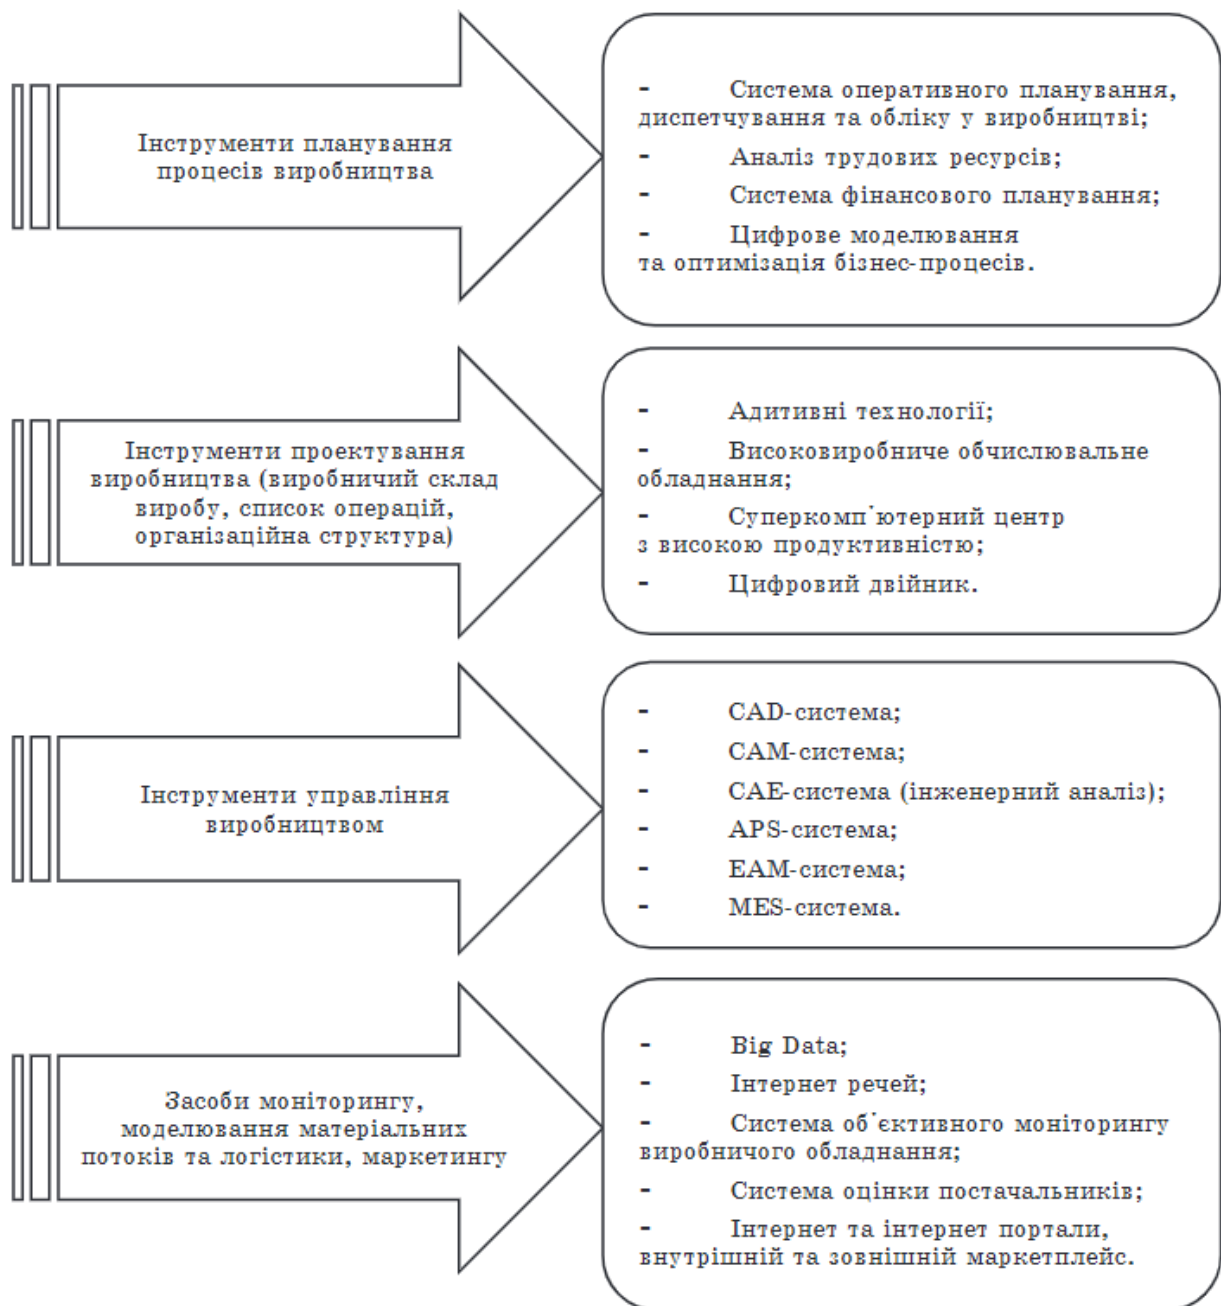 Інструменти планування
процесів виробництва
- Система оперативного планування,
диспетчування та обліку у виробництві;
- Аналіз трудових ресурсів;
- Система фінансового планування;
- Цифрове моделювання
та оптимізація бізнес-процесів.
Інструменти проектування
виробництва (виробничий склад
виробу, список операцій,
організаційна структура)
- Адитивні технології;
- Високовиробниче обчислювальне
обладнання;
- Суперкомп'ютерний центр
з високою продуктивністю;
- Цифровий двійник.
Інструменти управління
виробництвом
- CAD-система;
- CAM-система;
- CAE-система (інженерний аналіз);
- APS-система;
- EAM-система;
- MES-система.
Засоби моніторингу,
моделювання матеріальних
потоків та логістики, маркетингу
- Big Data;
- Інтернет речей;
- Система об'єктивного моніторингу
виробничого обладнання;
- Система оцінки постачальників;
- Інтернет та інтернет портали,
внутрішній та зовнішній маркетплейс.